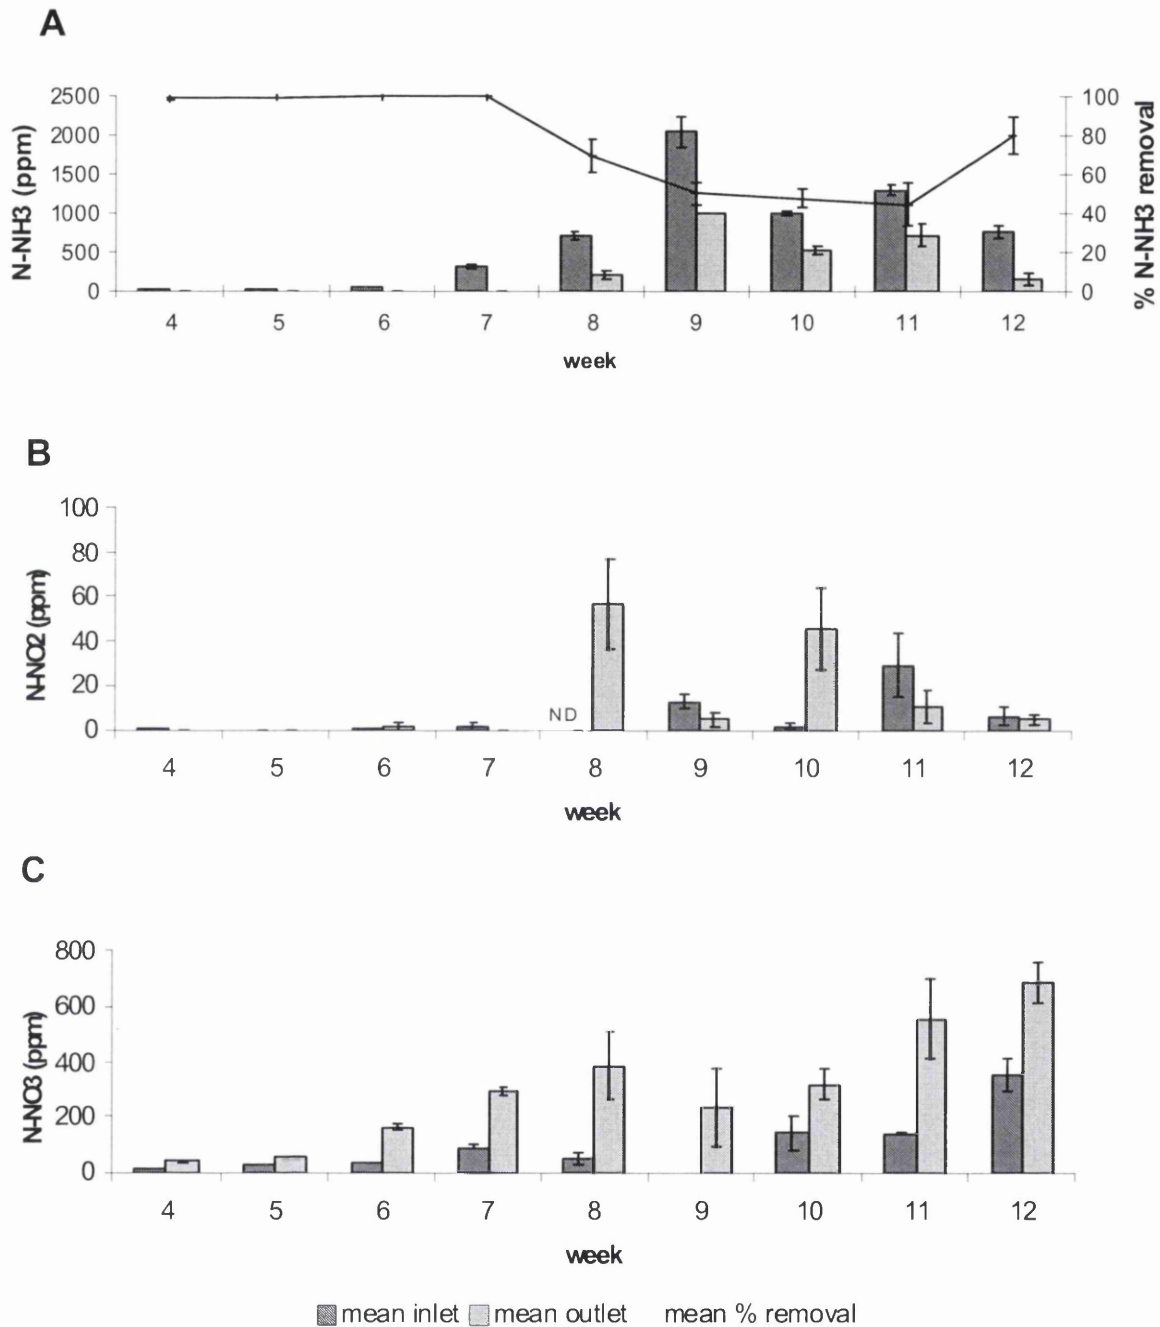 A
N-NH3 (ppm)
2500
2000
1500
1000
500
0
100
80
60
40
20
0
% N-NH3 removal
4 5 6 7 8 9 10 11 12
week
B
N-NO2 (ppm)
100
80
60
40
20
0
ND
4 5 6 7 8 9 10 11 12
week
C
N-NO3 (ppm)
800
600
400
200
0
4 5 6 7 8 9 10 11 12
week
mean inlet mean outlet mean % removal